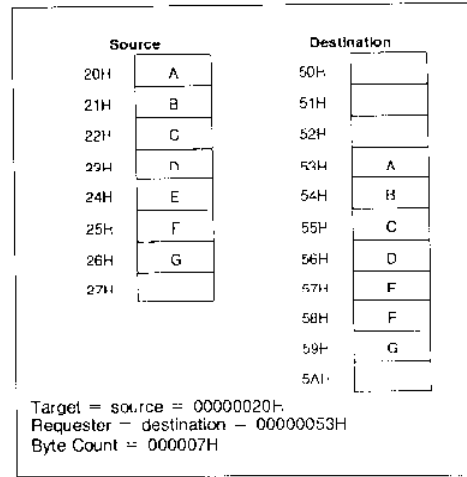 Source Destination
20H A 50H
21H B 51H
22H C 52H
23H D 53H A
24H E 54H B
25H F 55H C
26H G 56H D
27H 57H E
58H F
59H G
5AH
Target = source = 00000020H
Requester = destination = 00000053H
Byte Count = 000007H